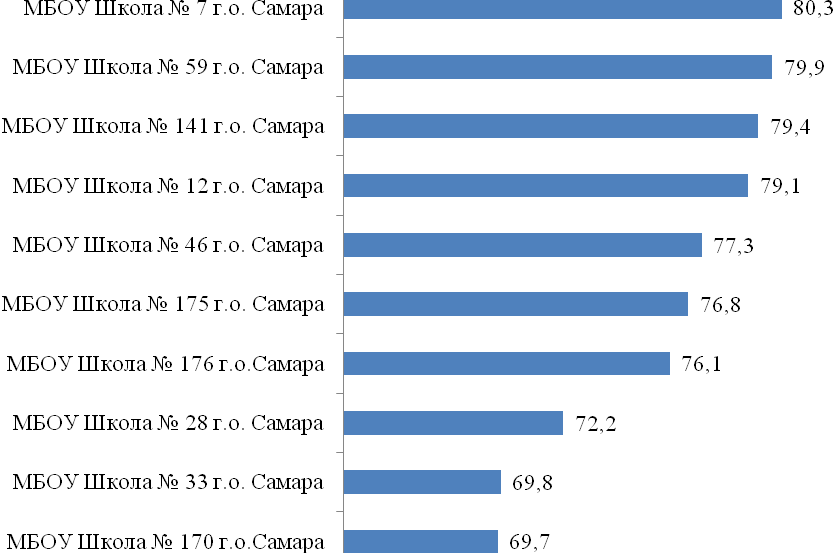 МБОУ Школа № 7 г.о. Самара 80,3
МБОУ Школа № 59 г.о. Самара 79,9
МБОУ Школа № 141 г.о. Самара 79,4
МБОУ Школа № 12 г.о. Самара 79,1
МБОУ Школа № 46 г.о. Самара 77,3
МБОУ Школа № 175 г.о. Самара 76,8
МБОУ Школа № 176 г.о.Самара 76,1
МБОУ Школа № 28 г.о. Самара 72,2
МБОУ Школа № 33 г.о. Самара 69,8
МБОУ Школа № 170 г.о.Самара 69,7